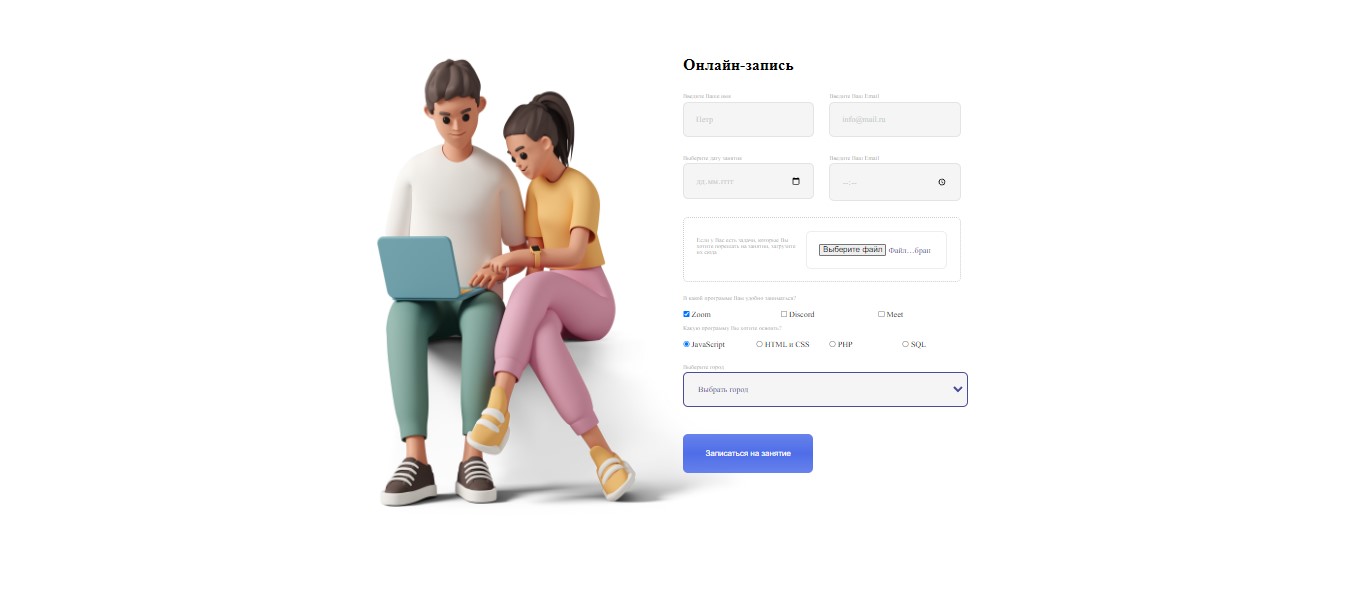 Онлайн-запись
Введите Ваше имя
Введите Ваш Email
Петр
info@mail.ru
Выберите дату занятия
Введите Ваш Email
дд.мм.гггг
--:--
Если у Вас есть задачи, которые Вы
хотите порешать на занятии, загрузите
их сюда
Выберите файл Файл…бран
В какой программе Вам удобно заниматься?
Zoom
Discord
Meet
Какую программу Вы хотите освоить?
JavaScript
HTML и CSS
PHP
SQL
Выберите город
Выбрать город
Записаться на занятие